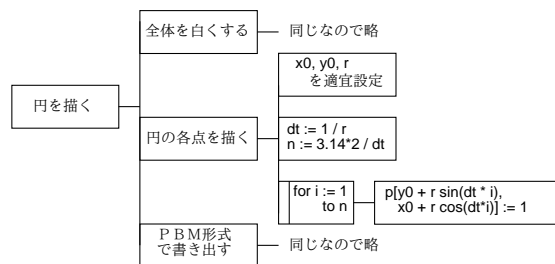 全体を白くする
同じなので略
x0, y0, r
を適宜設定
円を描く
円の各点を描く
dt := 1 / r
n := 3.14*2 / dt
for i := 1
to n
p[y0 + r sin(dt * i),
x0 + r cos(dt*i)] := 1
ＰＢＭ形式
で書き出す
同じなので略